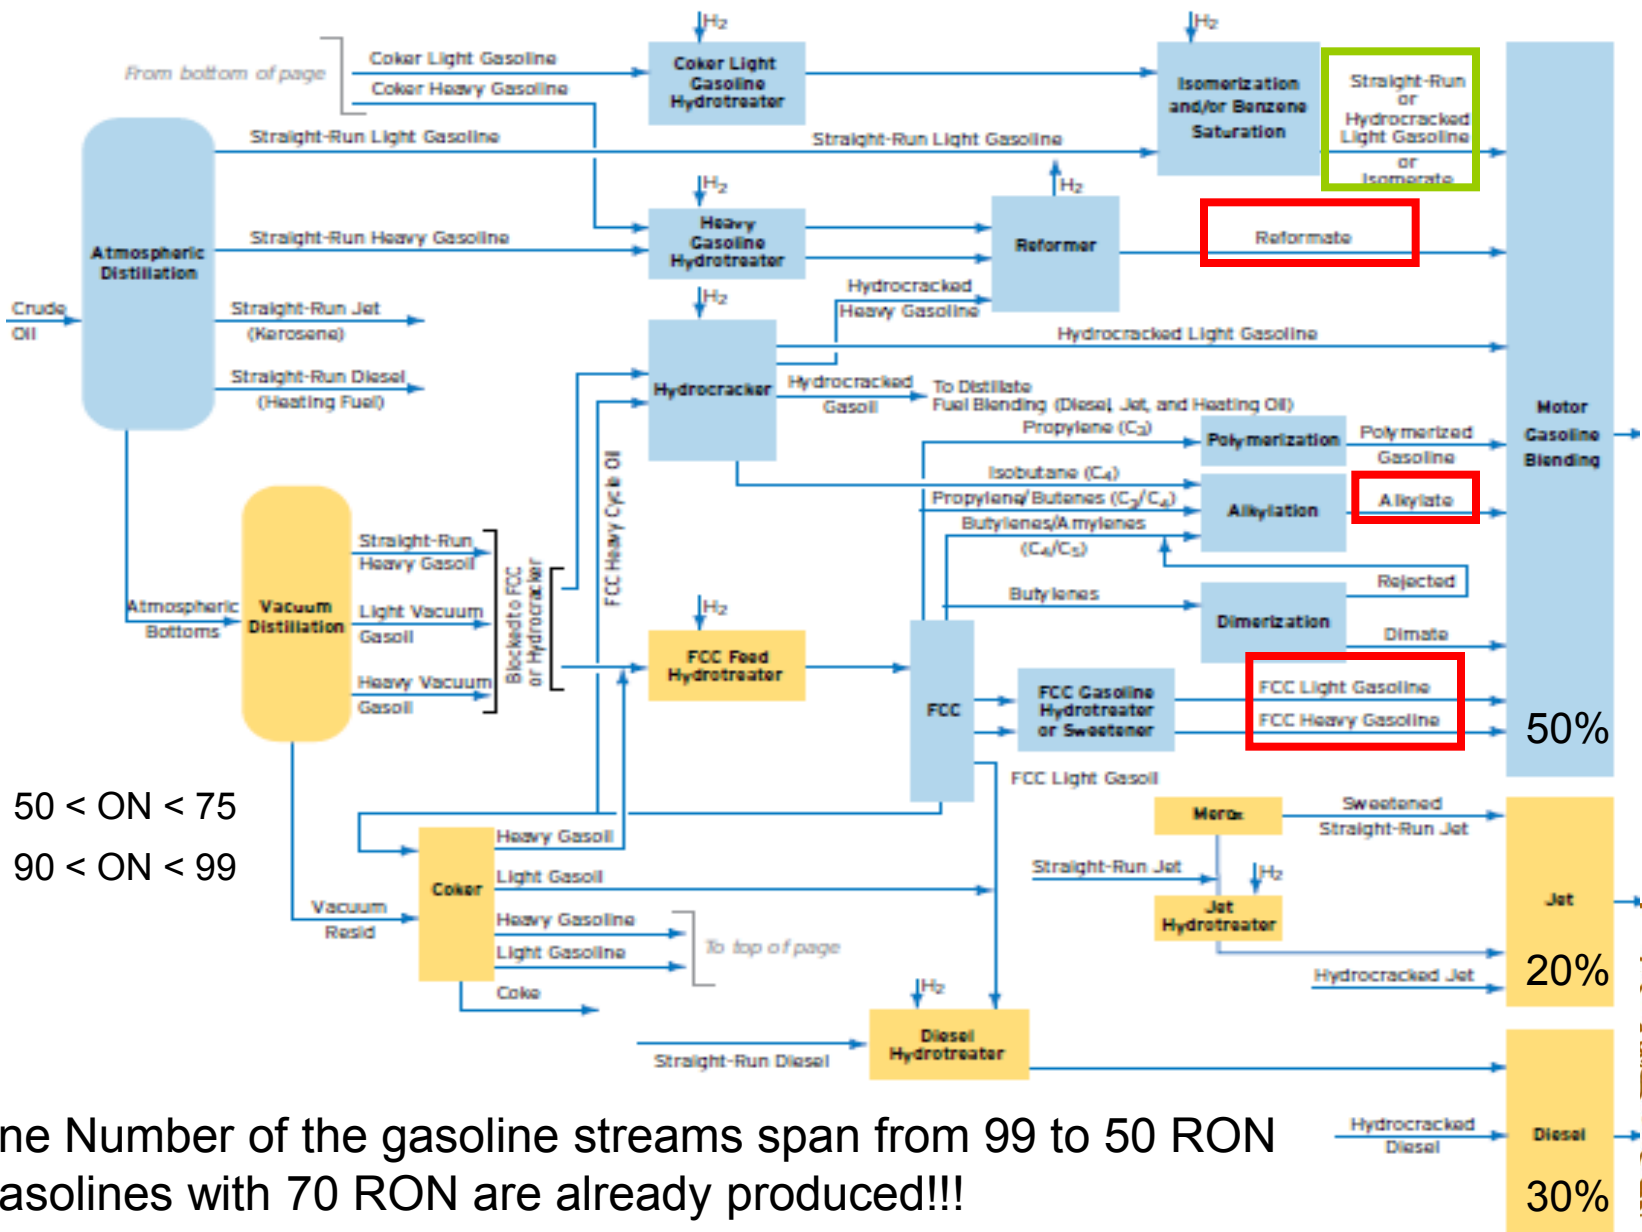 H2
H2
From bottom of page
Coker Light Gasoline
Coker Heavy Gasoline
Coker Light
Gasoline
Hydrotreater
Isomerization
and/or Benzene
Saturation
Straight-Run
or
Hydrocracked
Light Gasoline
or
Isomerate
Straight-Run Light Gasoline
Straight-Run Light Gasoline
H2
H2
Atmospheric
Distillation
Straight-Run Heavy Gasoline
Heavy
Gasoline
Hydrotreater
Reformer
Reformate
Hydrocracked
Heavy Gasoline
H2
Crude
Oil
Straight-Run Jet
(Kerosene)
Hydrocracked Light Gasoline
Straight-Run Diesel
(Heating Fuel)
Hydrocracker
Hydrocracked
Gasoil
To Distillate
Fuel Blending (Diesel, Jet, and Heating Oil)
Motor
Gasoline
Blending
Propylene (C3)
Polymerization
Polymerized
Gasoline
Isobutane (C4)
Propylene/Butenes (C3/C4)
Butylenes/Amylenes
(C4/C5)
Alkylation
Alkylate
Rejected
FCC Heavy Cycle Oil
Straight-Run
Heavy Gasoil
Blocked to FCC
or Hydrocracker
Atmospheric
Bottoms
Vacuum
Distillation
Light Vacuum
Gasoil
Heavy Vacuum
Gasoil
H2
FCC Feed
Hydrotreater
Butylenes
Dimerization
Dimate
FCC
FCC Gasoline
Hydrotreater
or Sweetener
FCC Light Gasoline
FCC Heavy Gasoline
50%
FCC Light Gasoil
50 < ON < 75
90 < ON < 99
Merox
Sweetened
Straight-Run Jet
Heavy Gasoil
Coker
Light Gasoil
Straight-Run Jet
H2
Jet
Hydrotreater
Jet
Vacuum
Resid
Heavy Gasoline
Light Gasoline
To top of page
Coke
Hydrocracked Jet
20%
H2
Diesel
Hydrotreater
Straight-Run Diesel
Hydrocracked
Diesel
Diesel
30%
ne Number of the gasoline streams span from 99 to 50 RON
asolines with 70 RON are already produced!!!